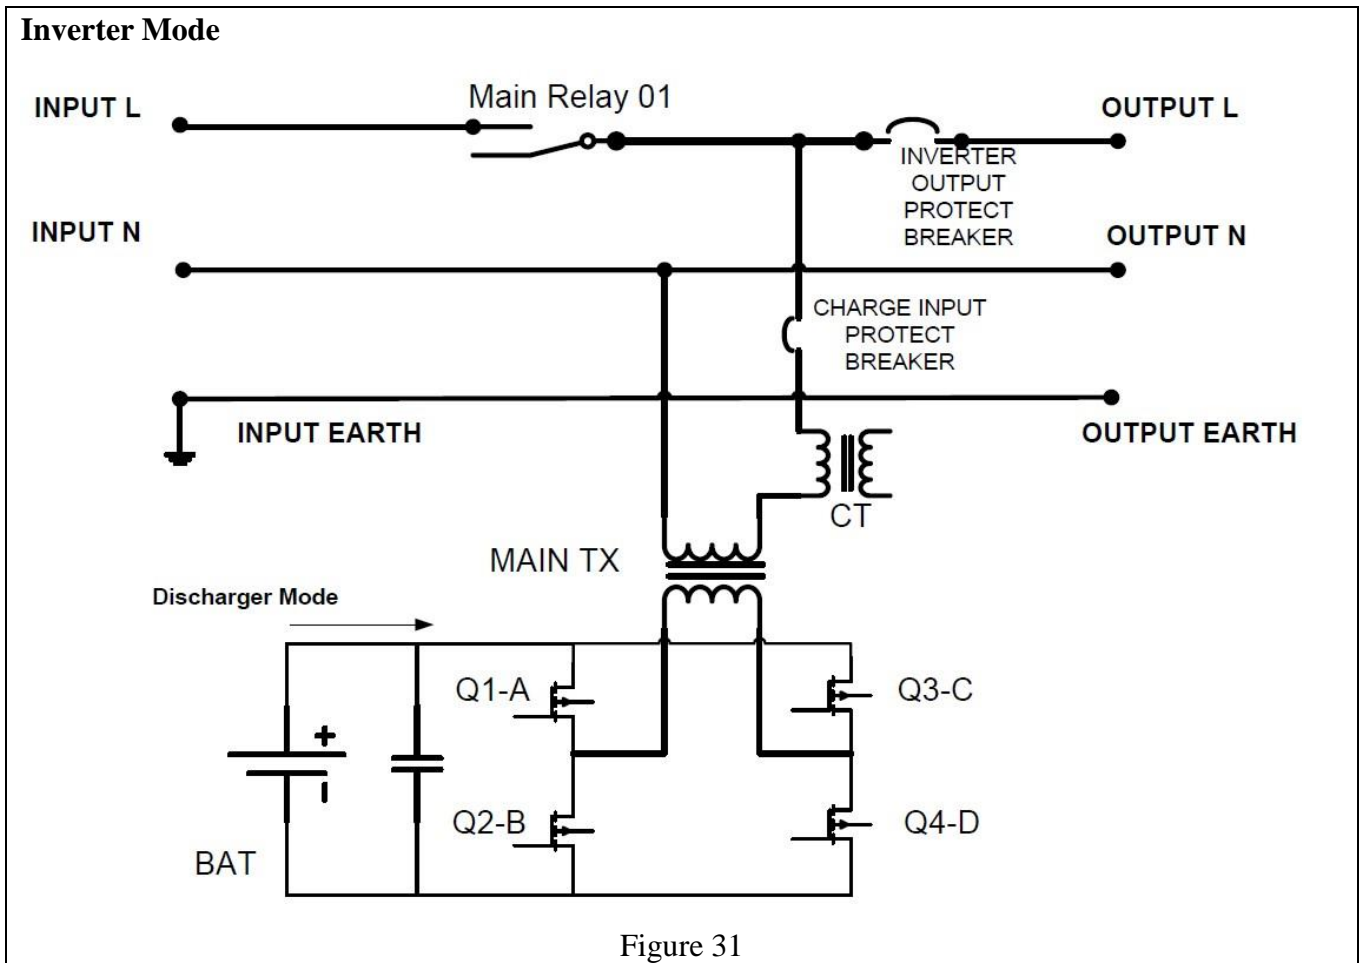 Inverter Mode
Main Relay 01
INPUT L
OUTPUT L
INVERTER
OUTPUT
PROTECT
BREAKER
INPUT N
OUTPUT N
CHARGE INPUT
PROTECT
BREAKER
INPUT EARTH
OUTPUT EARTH
CT
MAIN TX
Discharger Mode
Q1-A
Q3-C
+
-
Q2-B
Q4-D
BAT
Figure 31